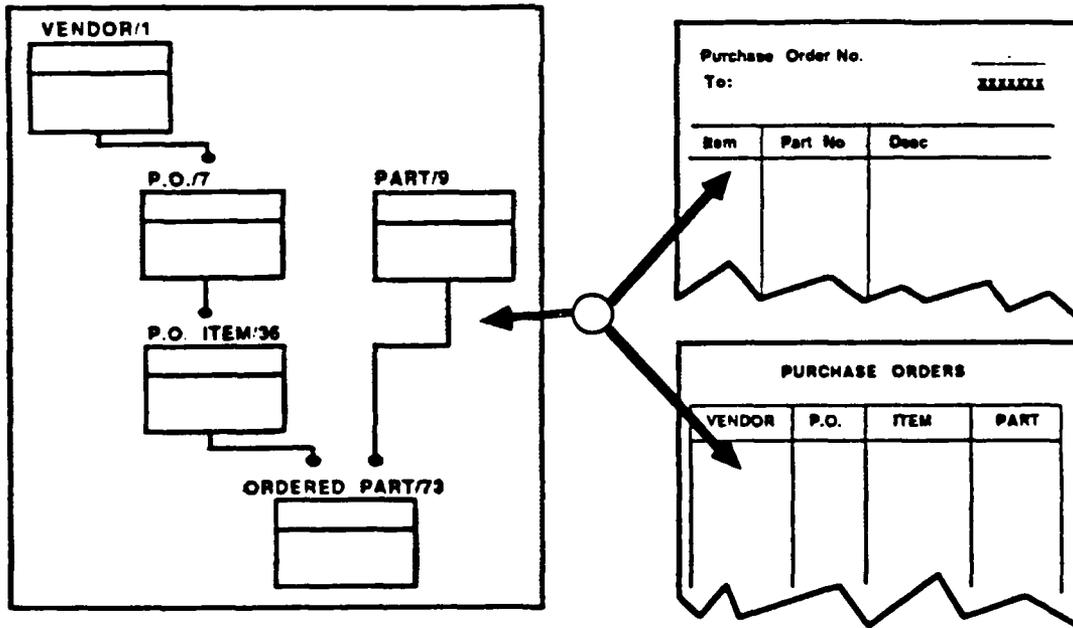 VENDOR/1
P.O./7
PART/9
P.O. ITEM/36
ORDERED PART/73
Purchase Order No.
To: XXXXXXX
Item Part No Desc
PURCHASE ORDERS
VENDOR P.O. ITEM PART